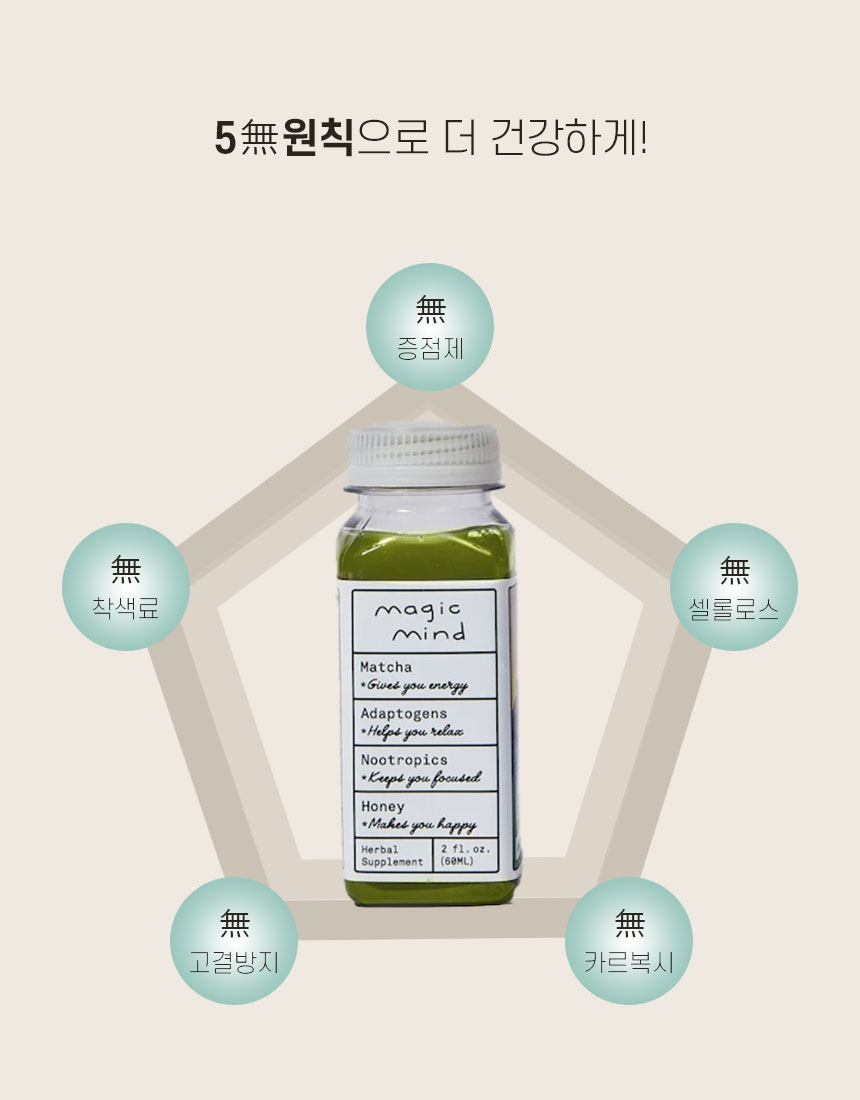 5無원칙으로 더 건강하게!
無
증점제
無
착색료
無
셀롤로스
magic
mind
Matcha
*Gives you energy
Adaptogens
*Helps you relax
Nootropics
*Keeps you focused
Honey
*Makes you happy
Herbal
Supplement
2 fl.oz.
(60ML)
無
고결방지
無
카르복시